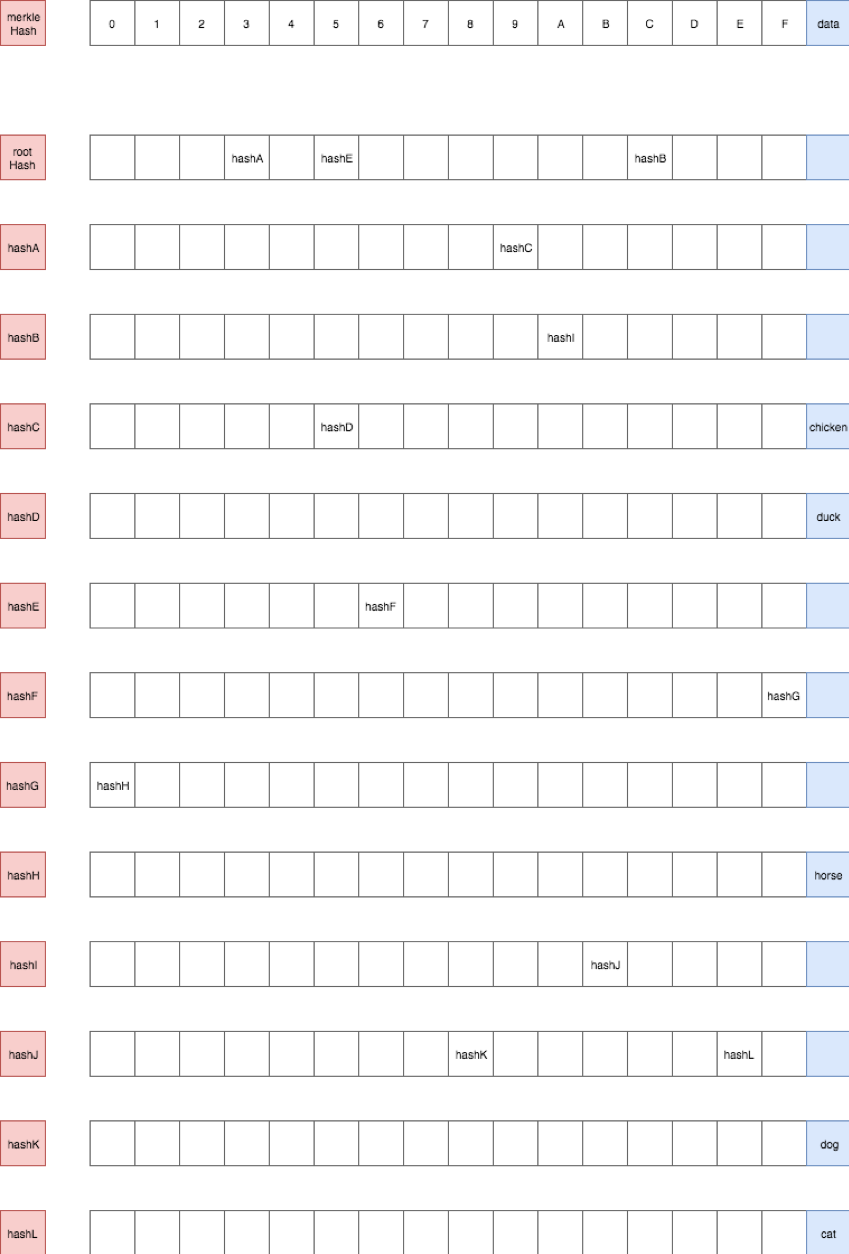 merkle
Hash 0 1 2 3 4 5 6 7 8 9 A B C D E F data
root
Hash hashA hashE hashB
hashA hashC
hashB hashI
hashC hashD chicken
hashD duck
hashE hashF
hashF hashG
hashG hashH
hashH horse
hashI hashJ
hashJ hashK hashL
hashK dog
hashL cat